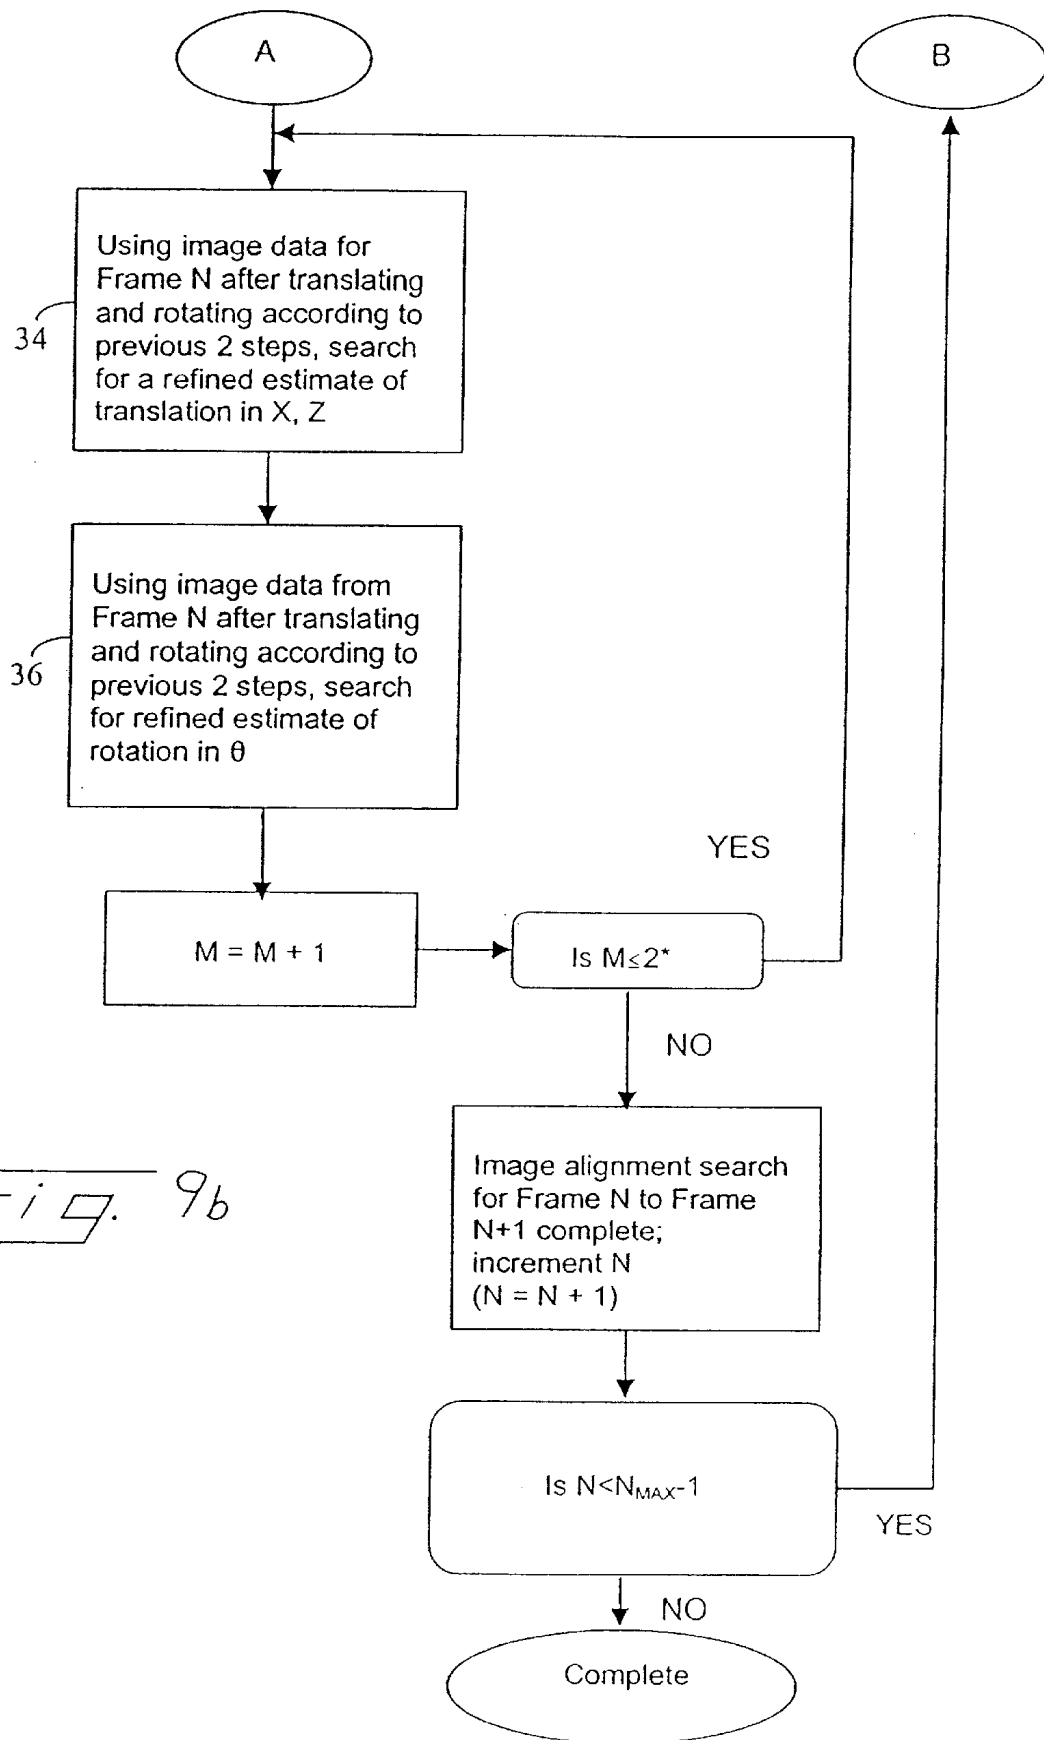 A
B
Using image data for
Frame N after translating
and rotating according to
previous 2 steps, search
for a refined estimate of
translation in X, Z
34
Using image data from
Frame N after translating
and rotating according to
previous 2 steps, search
for refined estimate of
rotation in θ
36
YES
M = M + 1
Is M≤2*
NO
Image alignment search
for Frame N to Frame
N+1 complete;
increment N
(N = N + 1)
Fig. 9b
Is N<NMAX-1
YES
NO
Complete